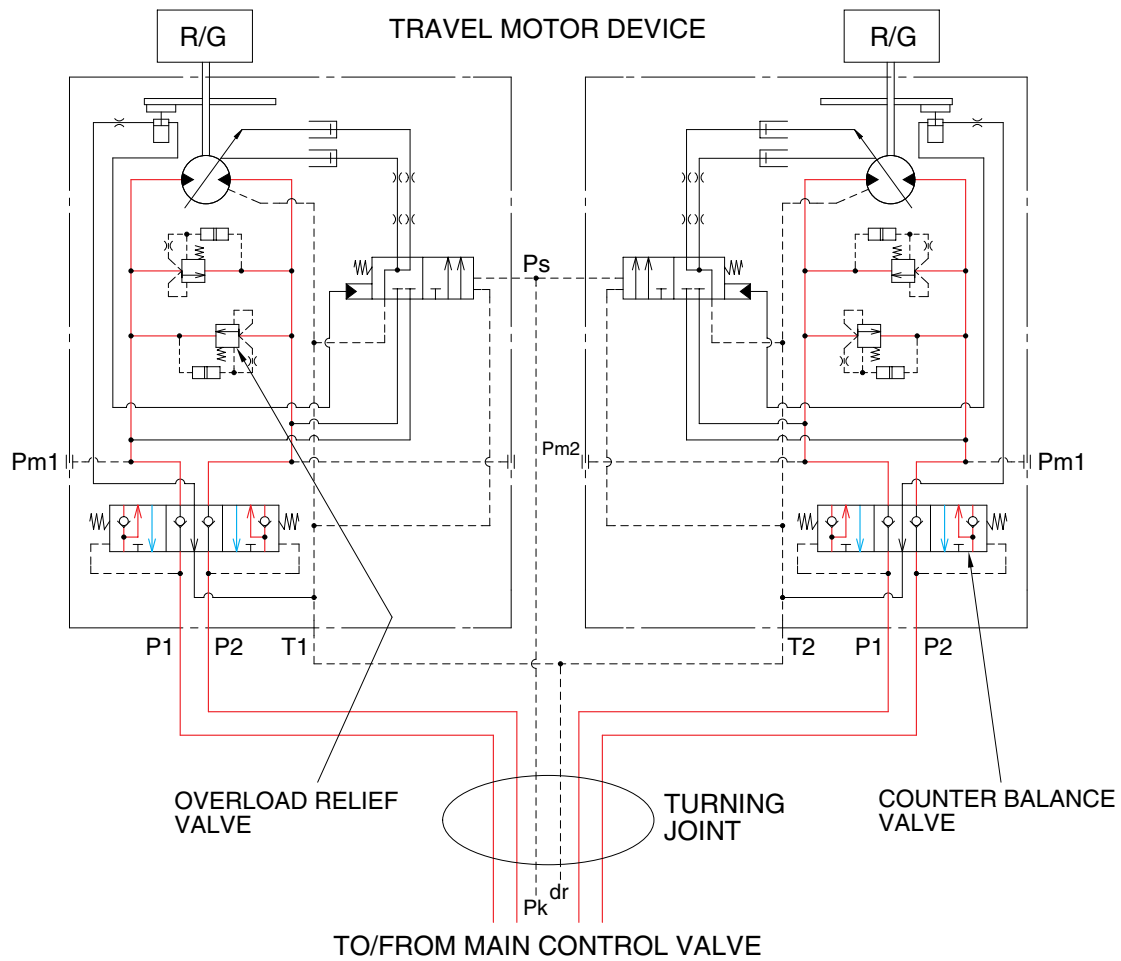 TRAVEL MOTOR DEVICE
R/G
R/G
Ps
Pm1
Pm2
Pm1
P1
P2
T1
T2
P1
P2
OVERLOAD RELIEF
VALVE
TURNING
JOINT
COUNTER BALANCE
VALVE
Pk
dr
TO/FROM MAIN CONTROL VALVE